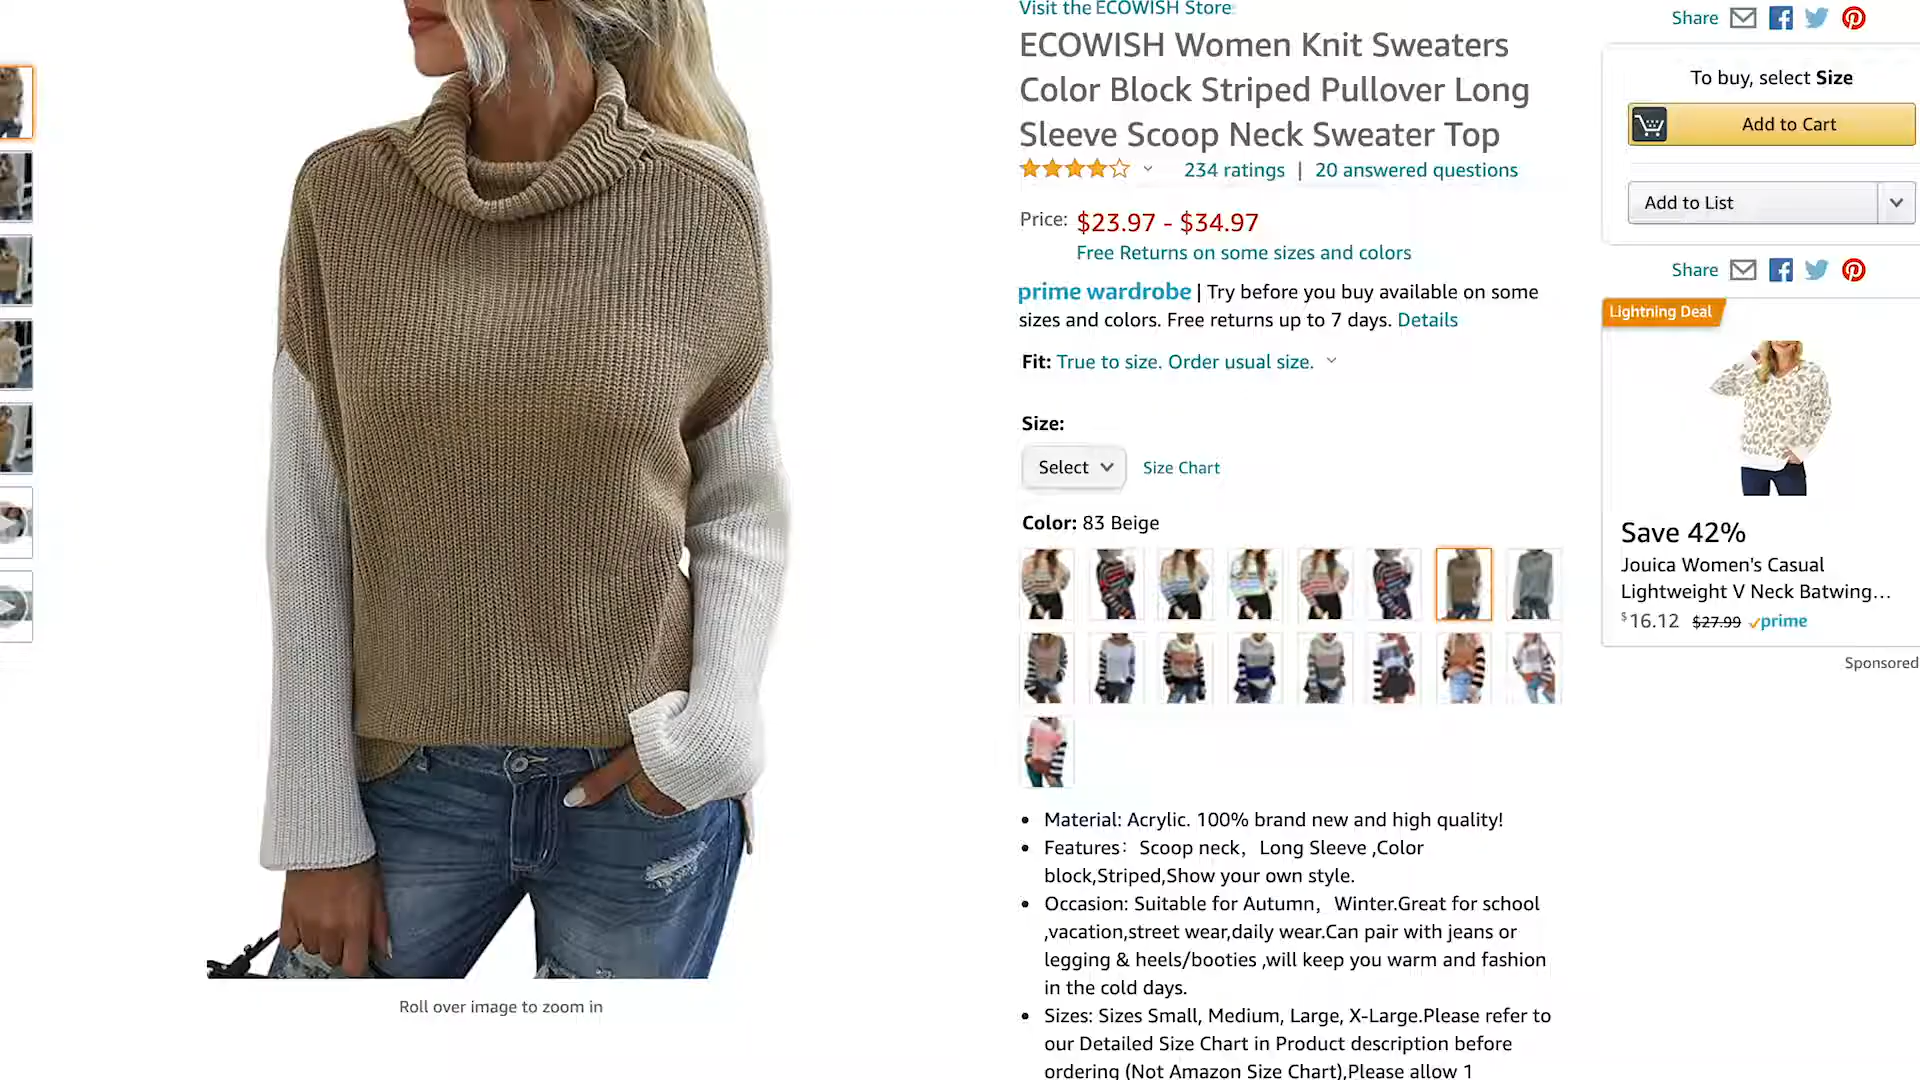 Visit the ECOWISH Store
ECOWISH Women Knit Sweaters
Color Block Striped Pullover Long
Sleeve Scoop Neck Sweater Top
234 ratings | 20 answered questions
Price: $23.97 - $34.97
Free Returns on some sizes and colors
prime wardrobe | Try before you buy available on some
sizes and colors. Free returns up to 7 days. Details
Fit: True to size. Order usual size.
Size:
Select
Size Chart
Color: 83 Beige
• Material: Acrylic. 100% brand new and high quality!
• Features：Scoop neck，Long Sleeve ,Color
block,Striped,Show your own style.
• Occasion: Suitable for Autumn，Winter.Great for school
,vacation,street wear,daily wear.Can pair with jeans or
legging & heels/booties ,will keep you warm and fashion
in the cold days.
• Sizes: Sizes Small, Medium, Large, X-Large.Please refer to
our Detailed Size Chart in Product description before
ordering (Not Amazon Size Chart),Please allow 1
Roll over image to zoom in
Share
To buy, select Size
Add to Cart
Add to List
Share
Lightning Deal
Save 42%
Jouica Women's Casual
Lightweight V Neck Batwing...
$16.12 $27.99 prime
Sponsored